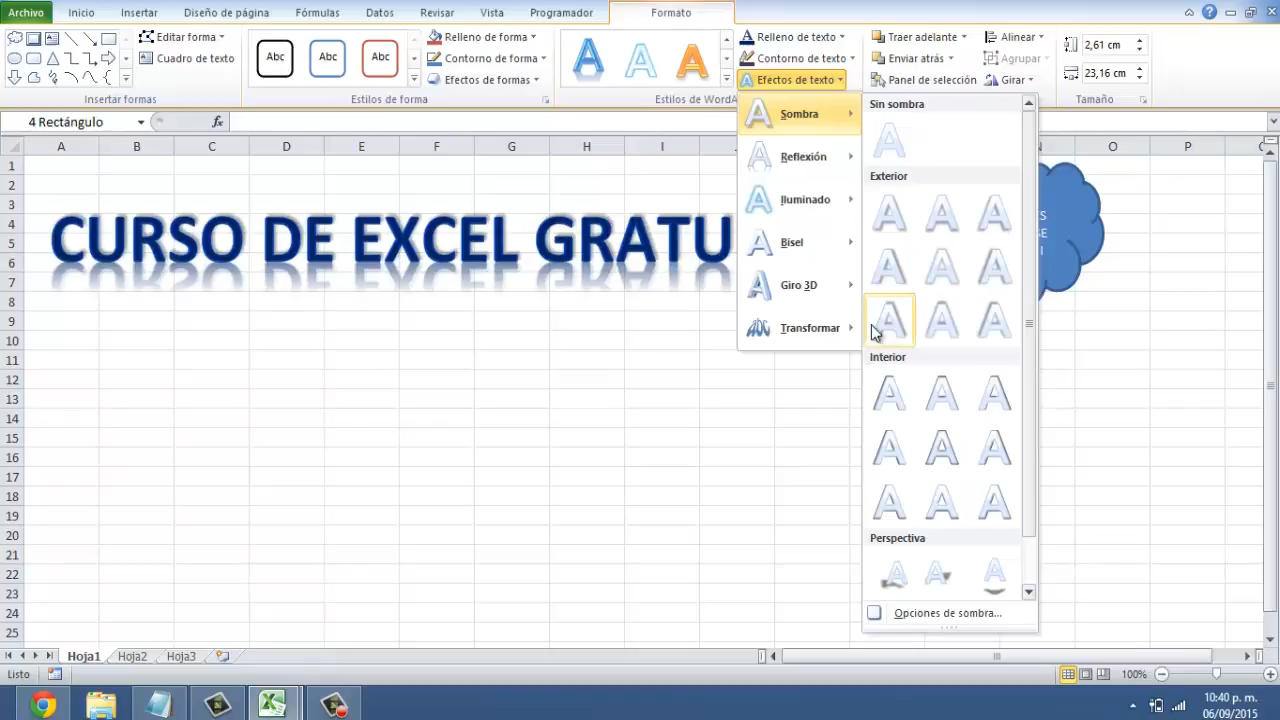 Archivo Inicio Insertar Diseño de página Fórmulas Datos Revisar Vista Programador Formato
Editar forma
Cuadro de texto
Insertar formas
Abc Abc Abc
Relleno de forma
Contorno de forma
Efectos de formas
Estilos de forma
A A A
Relleno de texto
Contorno de texto
Efectos de texto
Estilos de WordA
Traer adelante
Enviar atrás
Panel de selección
Alinear
Agrupar
Girar
2,61 cm
23,16 cm
Tamaño
4 Rectángulo fx
A B C D E F G H I N O P
1
2
3
4
5
6
7
8
9
10
11
12
13
14
15
16
17
18
19
20
21
22
23
24
25
CURSO DE EXCEL GRATU
Sombra
Reflexión
Iluminado
Bisel
Giro 3D
Transformar
Sin sombra
A
Exterior
A A A
A A A
A A A
Interior
A A A
A A A
A A A
Perspectiva
A A A
Opciones de sombra...
S
E
I
Hoja1 Hoja2 Hoja3
Listo 100%
10:40 p. m.
06/09/2015